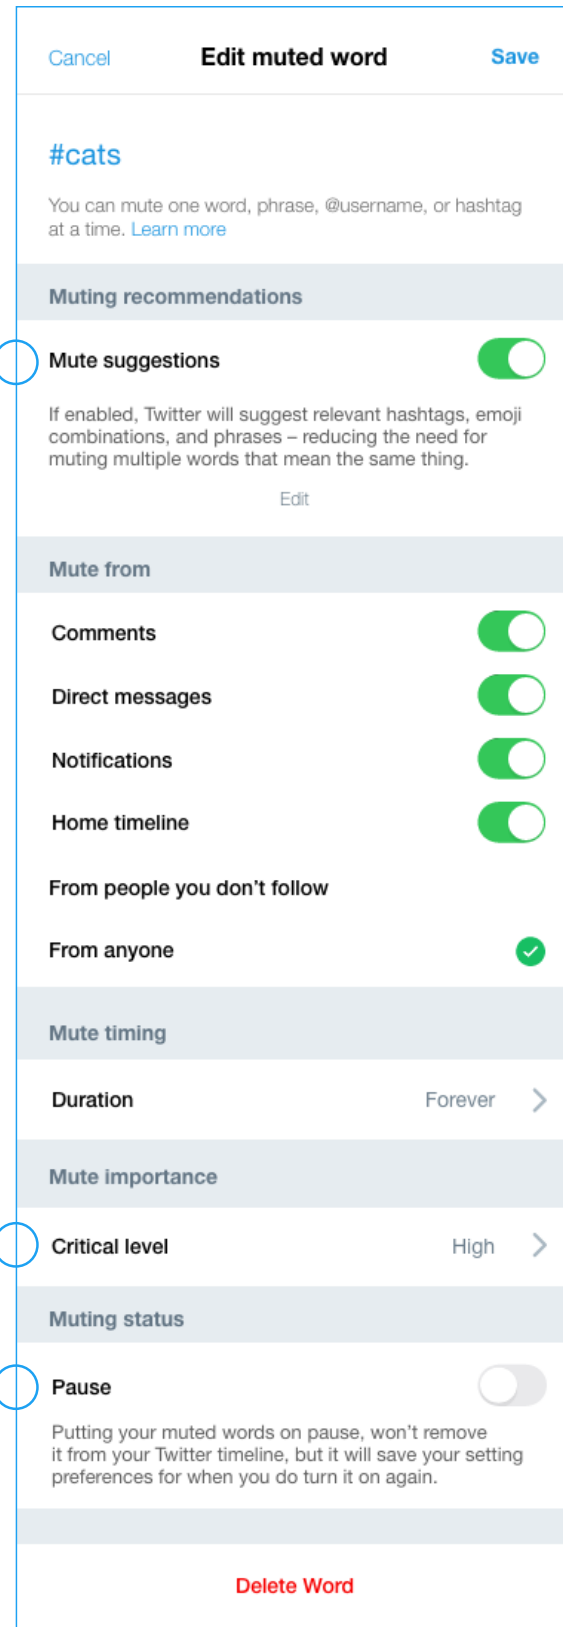 Cancel Edit muted word Save
#cats
You can mute one word, phrase, @username, or hashtag
at a time. Learn more
Muting recommendations
Mute suggestions
If enabled, Twitter will suggest relevant hashtags, emoji
combinations, and phrases – reducing the need for
muting multiple words that mean the same thing.
Edit
Mute from
Comments
Direct messages
Notifications
Home timeline
From people you don't follow
From anyone
Mute timing
Duration Forever
Mute importance
Critical level High
Muting status
Pause
Putting your muted words on pause, won't remove
it from your Twitter timeline, but it will save your setting
preferences for when you do turn it on again.
Delete Word